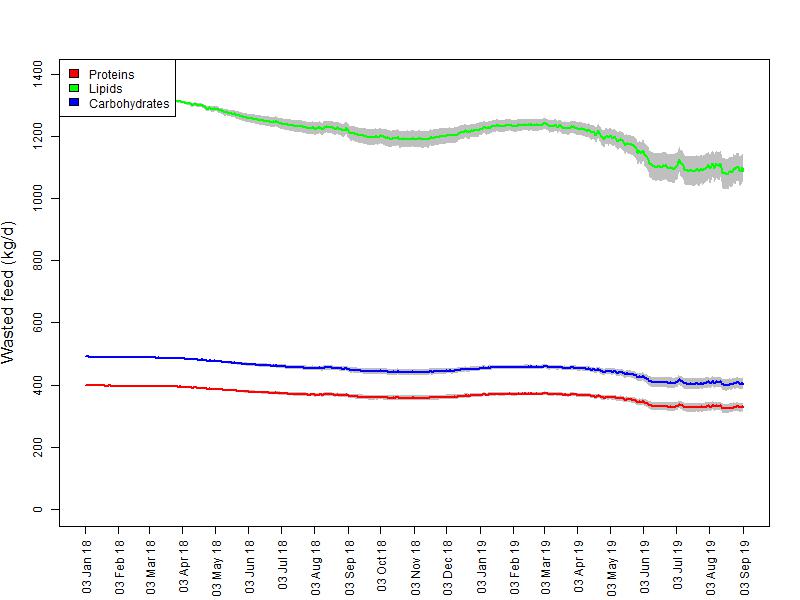 Proteins
Lipids
Carbohydrates
Wasted feed (kg/d)
1400
1200
1000
800
600
400
200
0
03 Jan 18
03 Feb 18
03 Mar 18
03 Apr 18
03 May 18
03 Jun 18
03 Jul 18
03 Aug 18
03 Sep 18
03 Oct 18
03 Nov 18
03 Dec 18
03 Jan 19
03 Feb 19
03 Mar 19
03 Apr 19
03 May 19
03 Jun 19
03 Jul 19
03 Aug 19
03 Sep 19